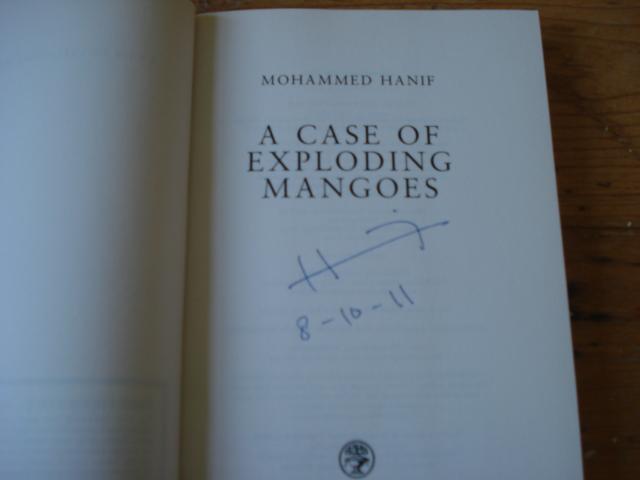 MOHAMMED HANIF
A CASE OF
EXPLODING
MANGOES
8-10-11